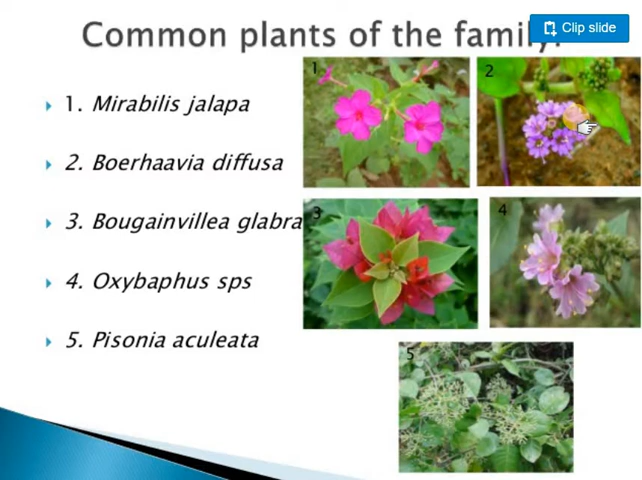 Common plants of the family:
Clip slide
1. Mirabilis jalapa
2. Boerhaavia diffusa
3. Bougainvillea glabra
4. Oxybaphus sps
5. Pisonia aculeata
1
2
3
4
5